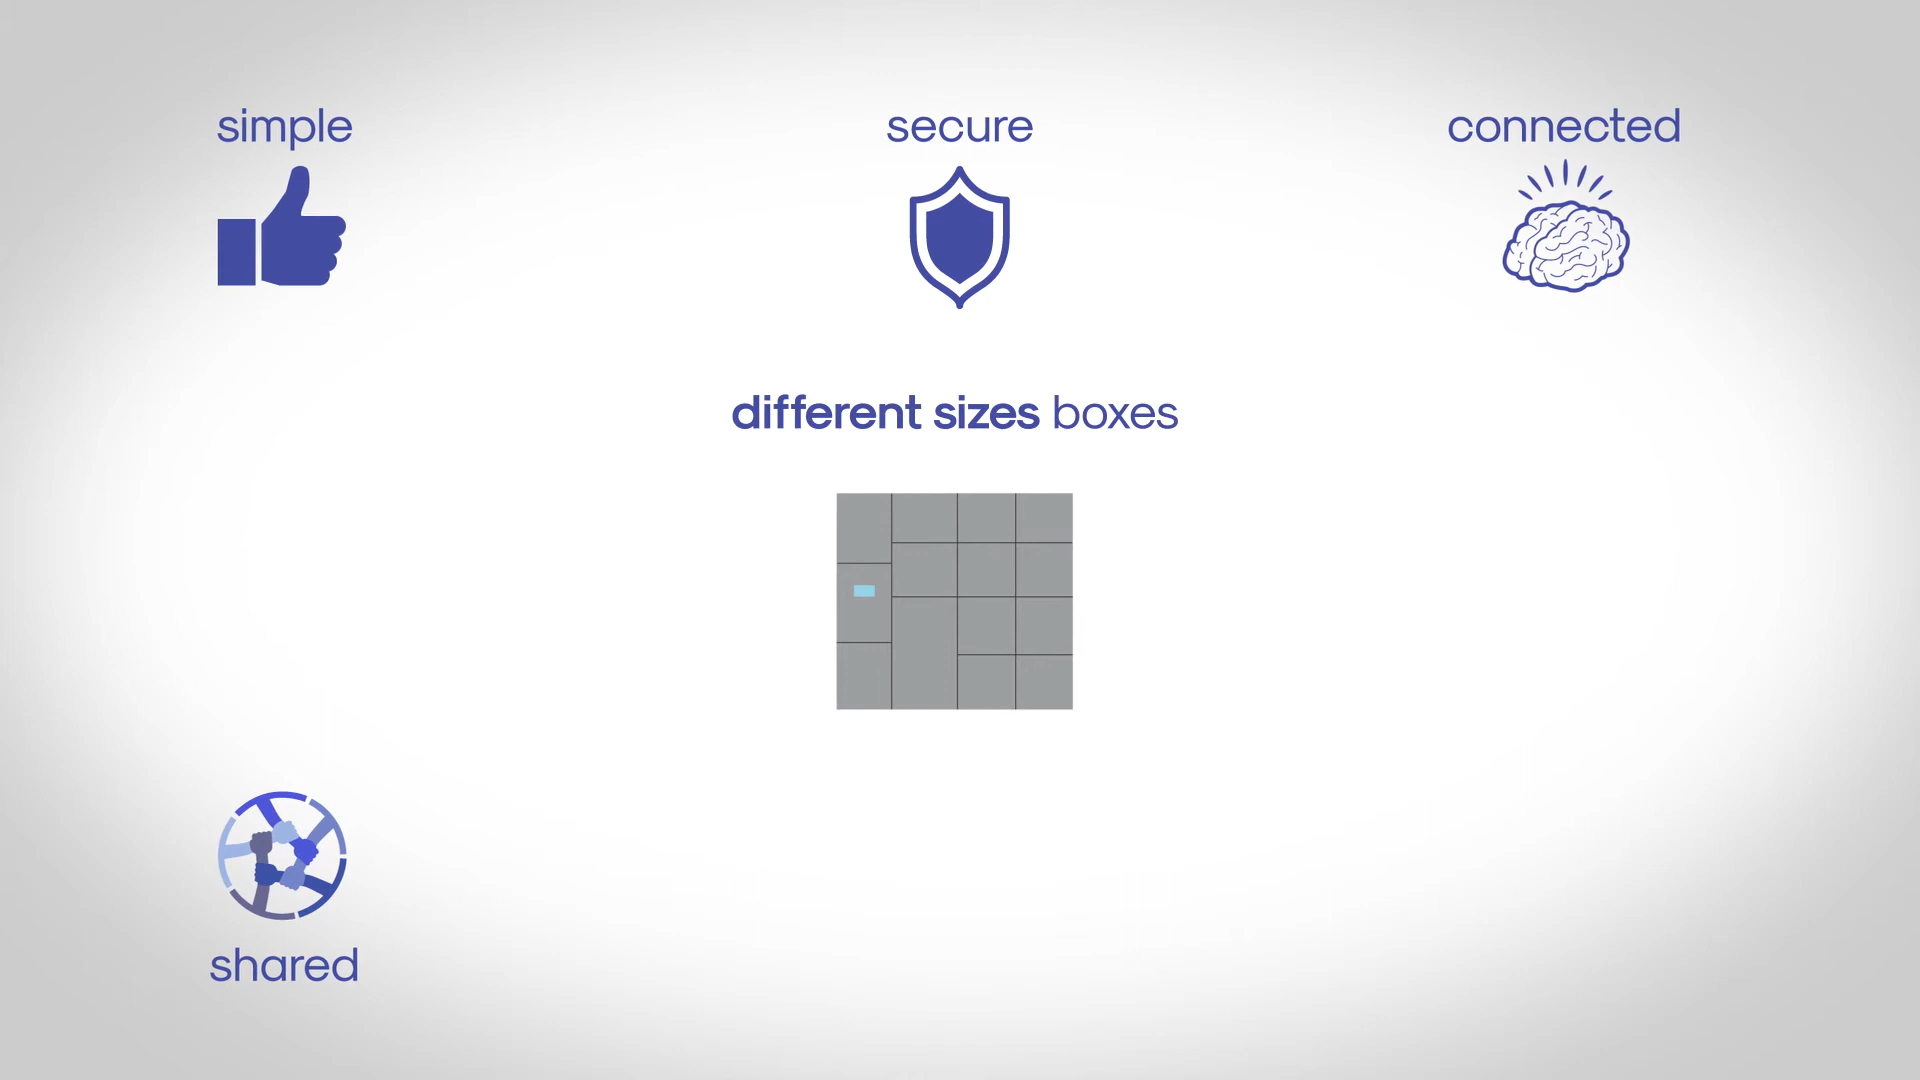 simple
secure
connected
different sizes boxes
shared